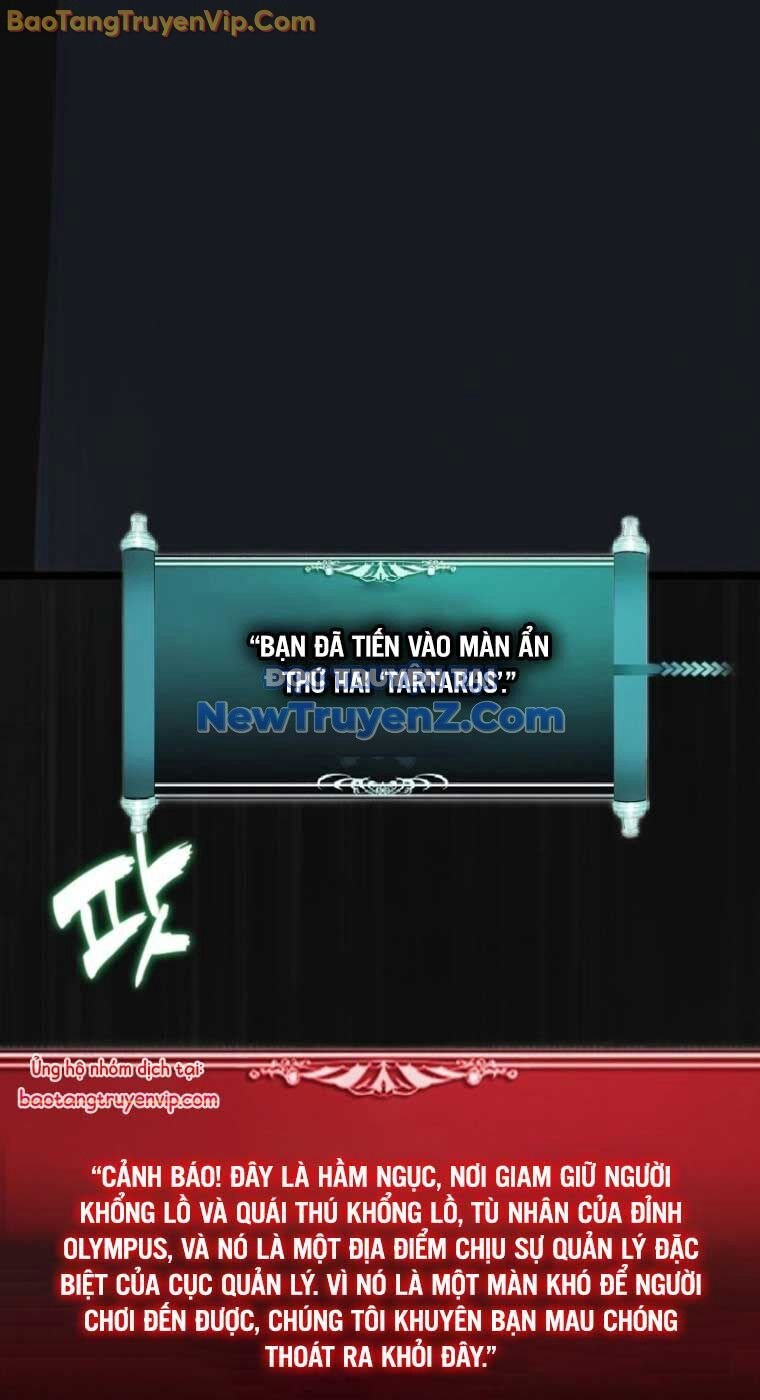 BaoTangTruyenVip.Com
“BẠN ĐÃ TIẾN VÀO MÀN ẨN
THỨ HAI ‘TARTARUS’.”
NewTruyenZ.Com
팟
Ủng hộ nhóm dịch tại:
baotangtruyenvip.com
“CẢNH BÁO! ĐÂY LÀ HẦM NGỤC, NƠI GIAM GIỮ NGƯỜI
KHỔNG LỒ VÀ QUÁI THÚ KHỔNG LỒ, TÙ NHÂN CỦA ĐỈNH
OLYMPUS, VÀ NÓ LÀ MỘT ĐỊA ĐIỂM CHỊU SỰ QUẢN LÝ ĐẶC
BIỆT CỦA CỤC QUẢN LÝ. VÌ NÓ LÀ MỘT MÀN KHÓ ĐỂ NGƯỜI
CHƠI ĐẾN ĐƯỢC, CHÚNG TÔI KHUYÊN BẠN MAU CHÓNG
THOÁT RA KHỎI ĐÂY.”